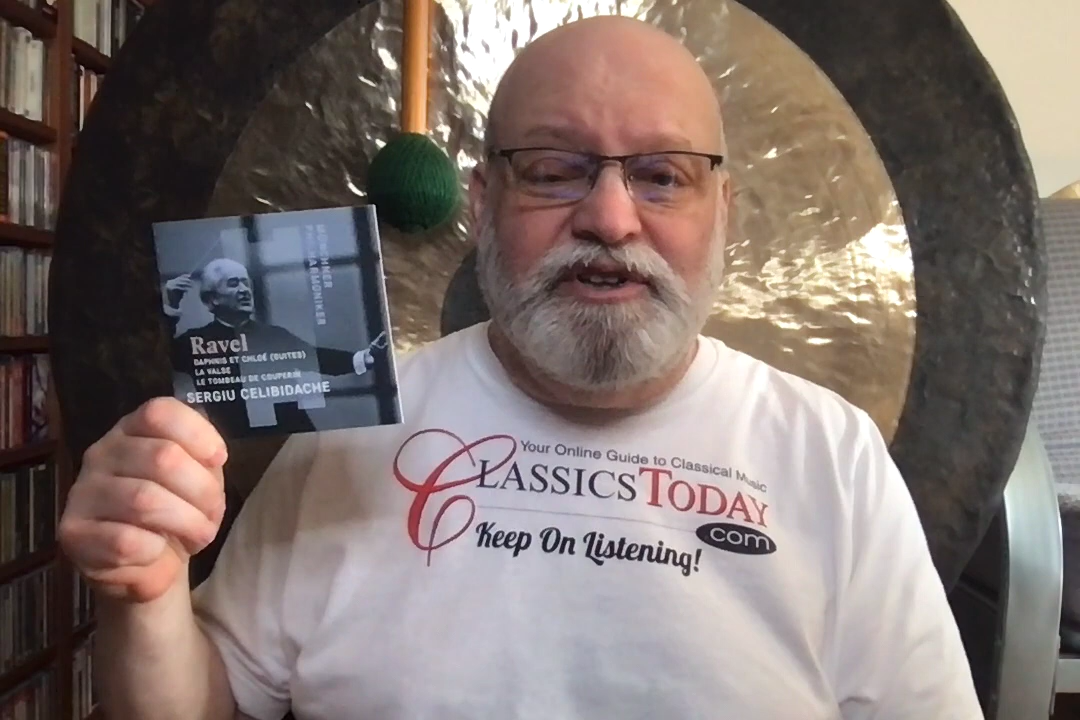 MÜNCHNER
PHILHARMONIKER
Ravel
DAPHNIS ET CHLOÉ (SUITES)
LA VALSE
LE TOMBEAU DE COUPERIN
SERGIU CELIBIDACHE
Your Online Guide to Classical Music
CLASSICSTODAY
com
Keep On Listening!